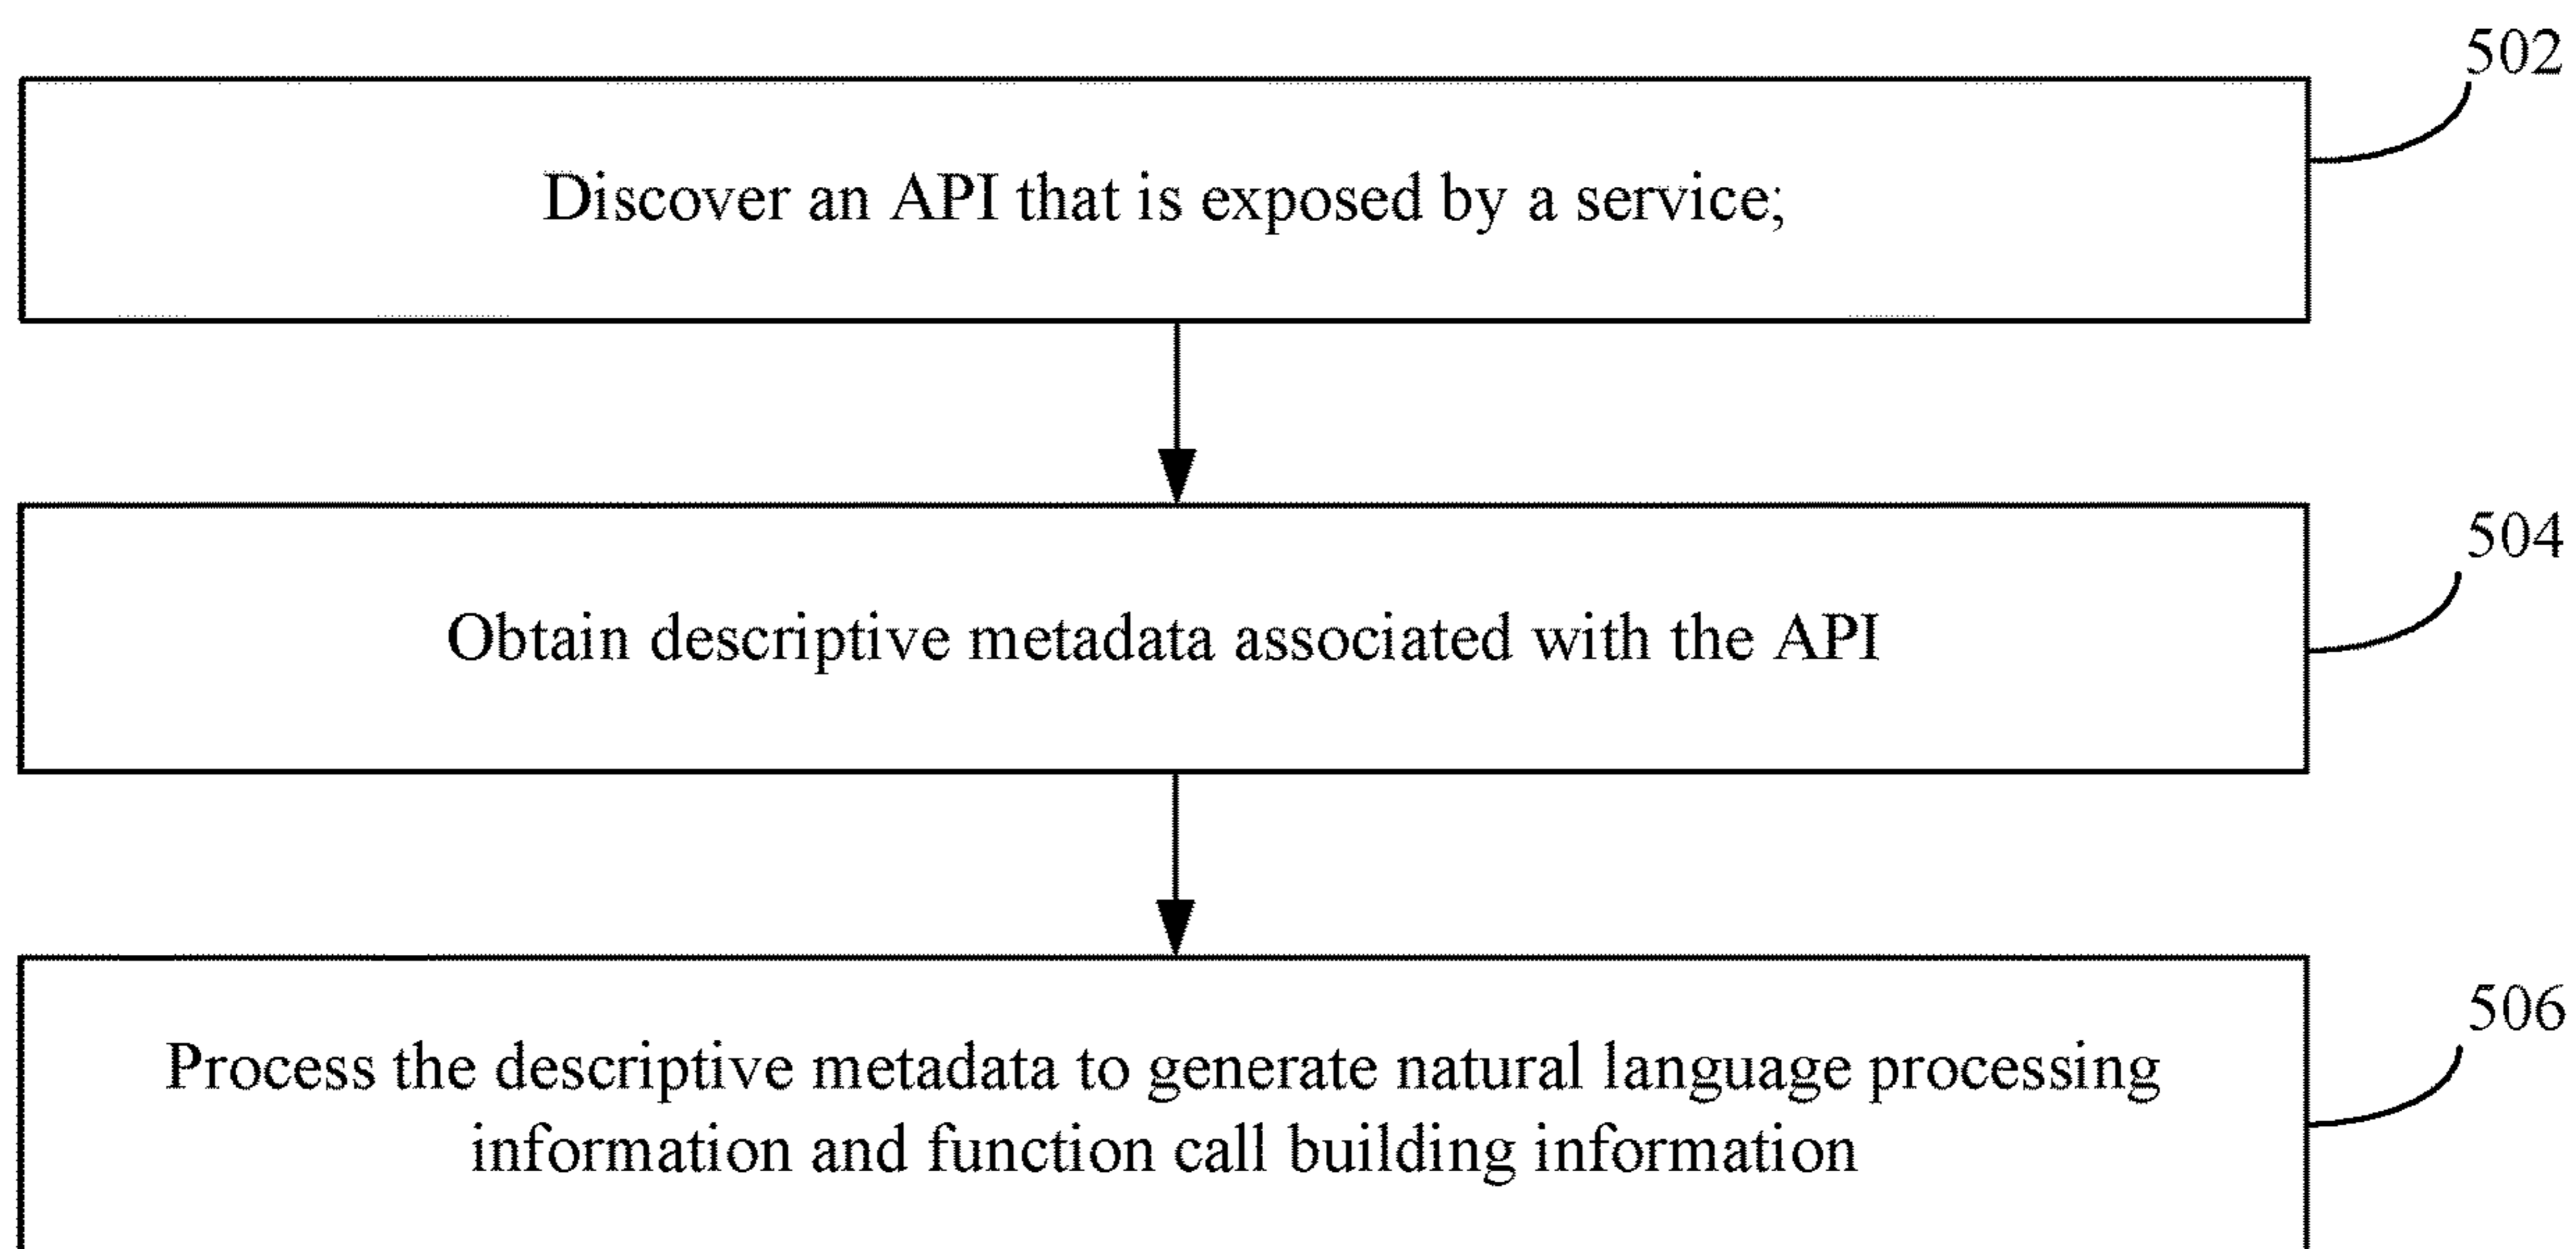 502
Discover an API that is exposed by a service;
504
Obtain descriptive metadata associated with the API
506
Process the descriptive metadata to generate natural language processing
information and function call building information